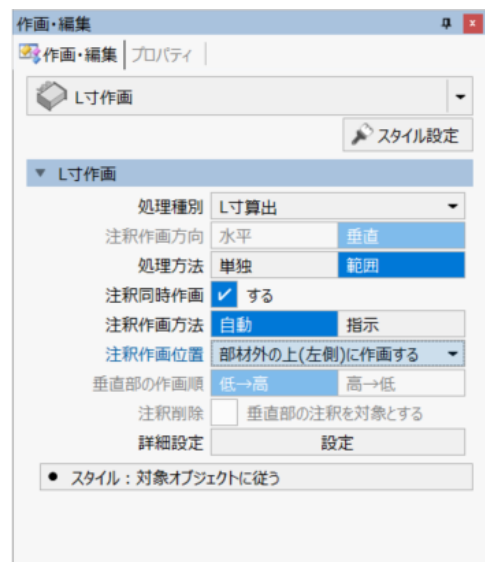 作画・編集
作画・編集 プロパティ
L寸作画
スタイル設定
L寸作画
処理種別 L寸算出
注釈作画方向 水平 垂直
処理方法 単独 範囲
注釈同時作画 する
注釈作画方法 自動 指示
注釈作画位置 部材外の上(左側)に作画する
垂直部の作画順 低→高 高→低
注釈削除 垂直部の注釈を対象とする
詳細設定 設定
● スタイル：対象オブジェクトに従う